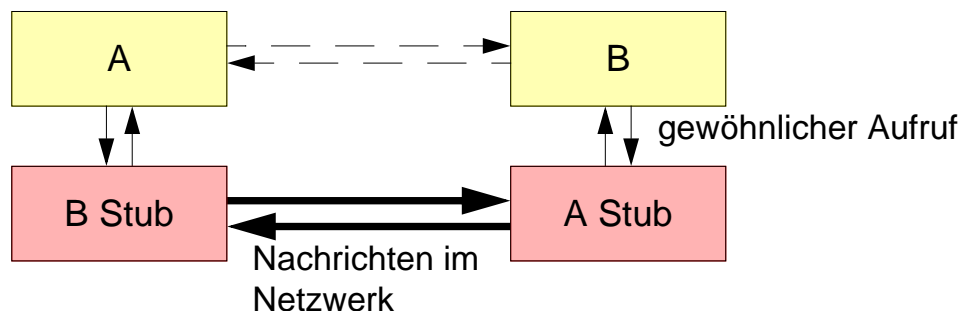 A
B
gewöhnlicher Aufruf
B Stub
A Stub
Nachrichten im
Netzwerk